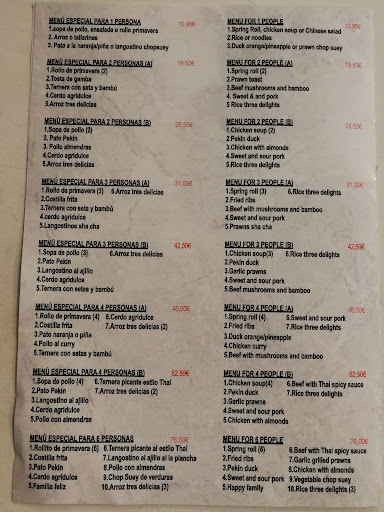 MENÚ ESPECIAL PARA 1 PERSONA 10,95€
1.sopa de pollo, ensalada o rollo primavera
2. Arroz o tallarines
3. Pato a la naranja/piña o langostino chopsuey
MENÚ ESPECIAL PARA 2 PERSONAS (A) 19,50€
1.Rollo de primavera (2)
2.Tosta de gamba
3.Ternera con seta y bambú
4.Cerdo agridulce
5.Arroz tres delicias
MENÚ ESPECIAL PARA 2 PERSONAS (B) 28,50€
1.Sopa de pollo (2)
2. Pato Pekin
3. Pollo almendras
4. Cerdo agridulce
5.Arroz tres delicias
MENÚ ESPECIAL PARA 3 PERSONAS (A) 31,00€
1.Rollo de primavera (3) 6.Arroz tres delicias
2.Costilla frita
3.Ternera con seta y bambú
4.cerdo agridulce
5.Langostinos sha cha
MENÚ ESPECIAL PARA 3 PERSONAS (B) 42,50€
1.Sopa de pollo (3) 6.Arroz tres delicias
2. Pato Pekin
3.Langostino al ajillo
4.Cerdo agridulce
5.Ternera con setas y bambú
MENÚ ESPECIAL PARA 4 PERSONAS (A) 46,00€
1.Rollo de primavera (4) 6.Cerdo agridulce
2.Costilla frita 7.Arroz tres delicias (2)
3.Pato naranja o piña
4.Pollo al curry
5.Ternera con setas y bambú
MENÚ ESPECIAL PARA 4 PERSONAS (B) 52,50€
1.Sopa de pollo (4) 6.Ternera picante estilo Thai
2.Pato Pekin 7.Arroz tres delicias (2)
3.Langostino al ajillo
4.Cerdo agridulce
5.Pollo con almendras
MENÚ ESPECIAL PARA 6 PERSONAS 76,00€
1.Rollito de primavera (6) 6.Ternera picante al estilo Thai
2.Costilla frita 7.Langostino al ajillo a la plancha
3.Pato Pekin 8.Pollo con almendras
4.Cerdo agridulce 9.Chop Suey de verduras
5.Familia feliz 10.Arroz tres delicias (3)
MENU FOR 1 PEOPLE 10,95€
1.Spring Roll, chicken soup or Chinese salad
2.Rice or noodles
3.Duck orange/pineapple or prawn chop suey
MENU FOR 2 PEOPLE (A) 19,50€
1.Spring roll (2)
2.Prawn toast
3.Beef mushrooms and bamboo
4. Sweet 6 and pork
5.Rice three delights
MENU FOR 2 PEOPLE (B) 28,50€
1.Chicken soup (2)
2.Pekin duck
3.Chicken with almonds
4.Sweet and sour pork
5.Rice three delights
MENU FOR 3 PEOPLE (A) 31,00€
1.Spring roll (3) 6.Rice three delights
2.Fried ribs
3.Beef with mushrooms and bamboo
4.Sweet and sour pork
5.Prawns sha cha
MENU FOR 3 PEOPLE (B) 42,50€
1.Chicken soup(3) 6.Rice three delights
2.Pekin duck
3.Garlic prawns
4.Sweet and sour pork
5.Beef mushrooms and bamboo
MENU FOR 4 PEOPLE (A) 46,00€
1.Spring roll (4) 5.Sweet and sour pork
2.Fried ribs 7.Rice three delights
3.Duck orange/pineapple
4.Chicken curry
5.Beef with mushrooms and bamboo
MENU FOR 4 PEOPLE (B) 52,50€
1.Chicken soup(4) 6.Beef with Thai spicy sauce
2.Pekin duck 7.Rice three delights
3.Garlic prawns
4.Sweet and sour pork
5.Chicken with almonds
MENU FOR 6 PEOPLE 76,00€
1.Spring roll (6) 6.Beef with Thai spicy sauce
2.Fried ribs 7.Garlic grilled prawns
3.Pekin duck 8.Chicken with almonds
4.Sweet and sour pork 9.Vegetable chop suey
5.Happy family 10.Rice three delights (3)